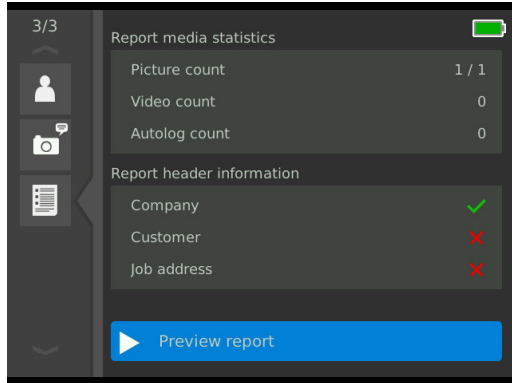 3/3
Report media statistics
Picture count 1 / 1
Video count 0
Autolog count 0
Report header information
Company
Customer
Job address
Preview report